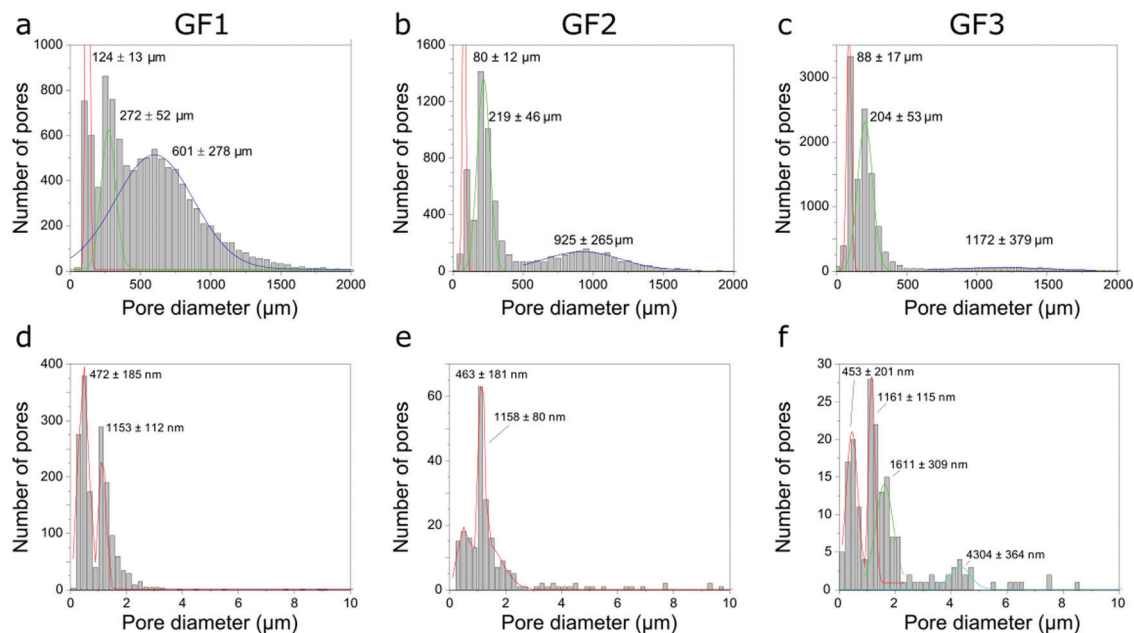 GF1
GF2
GF3
a
b
c
1000
800
600
400
200
0
Number of pores
124 ± 13 µm
272 ± 52 µm
601 ± 278 µm
0
500
1000
1500
2000
Pore diameter (µm)
1600
1200
800
400
0
Number of pores
80 ± 12 µm
219 ± 46 µm
925 ± 265µm
0
500
1000
1500
2000
Pore diameter (µm)
3000
2000
1000
0
Number of pores
88 ± 17 µm
204 ± 53 µm
1172 ± 379 µm
0
500
1000
1500
2000
Pore diameter (µm)
d
e
f
400
300
200
100
0
Number of pores
472 ± 185 nm
1153 ± 112 nm
0
2
4
6
8
10
Pore diameter (µm)
60
40
20
0
Number of pores
463 ± 181 nm
1158 ± 80 nm
0
2
4
6
8
10
Pore diameter (µm)
30
25
20
15
10
5
0
Number of pores
453 ± 201 nm
1161 ± 115 nm
1611 ± 309 nm
4304 ± 364 nm
0
2
4
6
8
10
Pore diameter (µm)